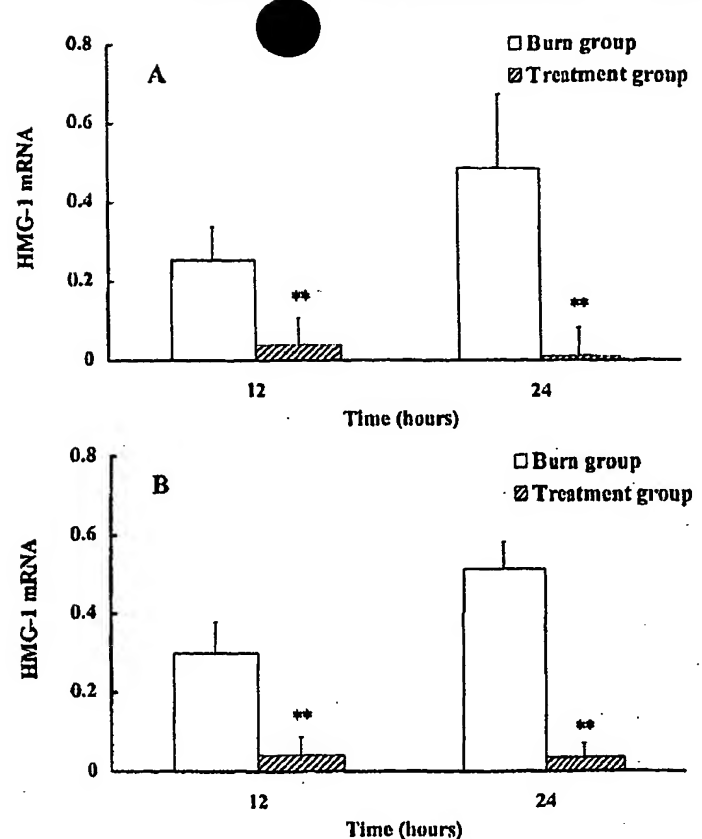 0.8
A
□ Burn group
▨ Treatment group
0.6
HMG-1 mRNA
0.4
0.2
**
**
0
12
24
Time (hours)
0.8
B
□ Burn group
▨ Treatment group
0.6
HMG-1 mRNA
0.4
0.2
**
**
0
12
24
Time (hours)